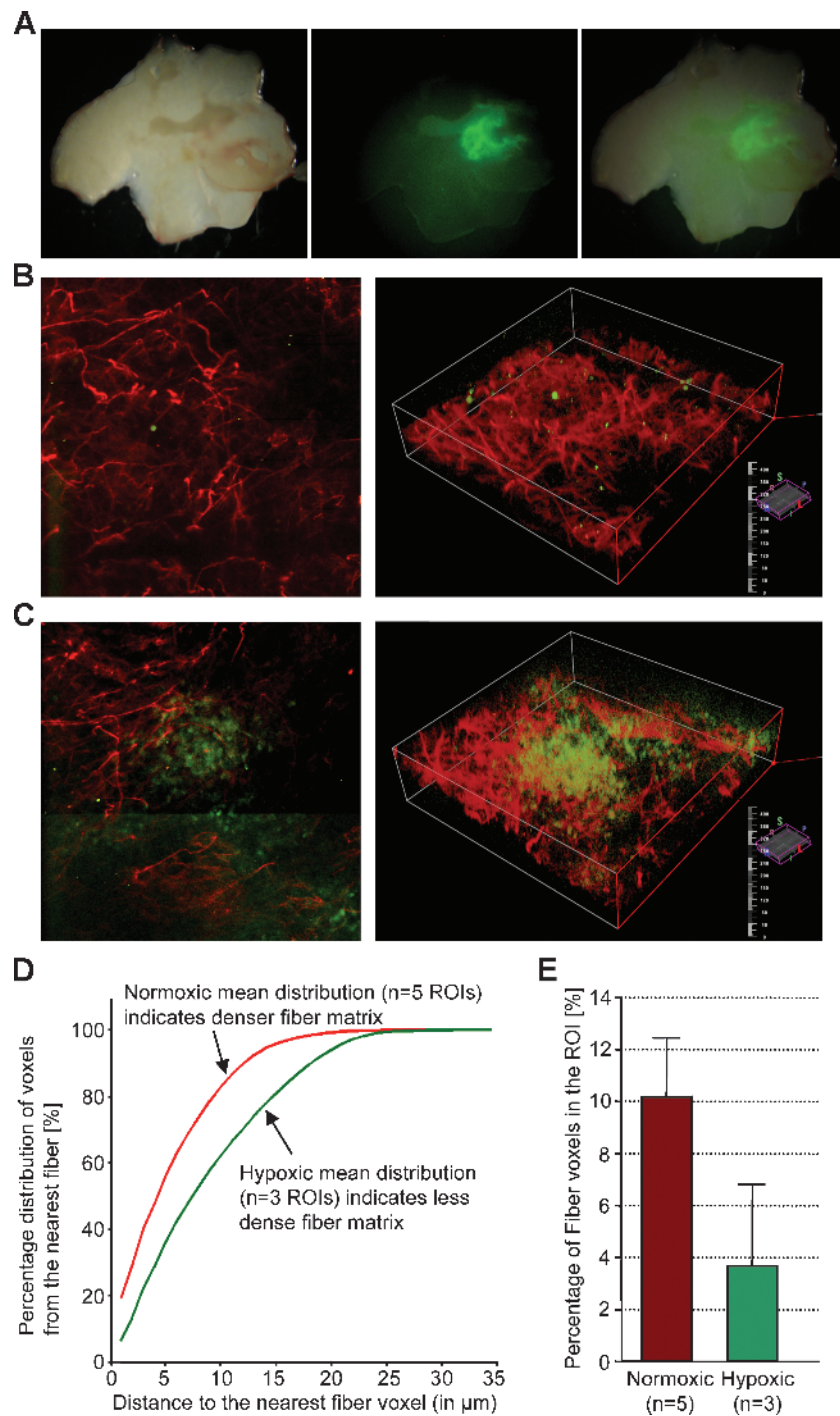 A
B
C
D
Normoxic mean distribution (n=5 ROIs)
indicates denser fiber matrix
Hypoxic mean distribution
(n=3 ROIs) indicates less
dense fiber matrix
Percentage distribution of voxels
from the nearest fiber [%]
100
80
60
40
20
0
0 5 10 15 20 25 30 35
Distance to the nearest fiber voxel (in µm)
E
Percentage of Fiber voxels in the ROI [%]
14
12
10
8
6
4
2
0
Normoxic Hypoxic
(n=5) (n=3)